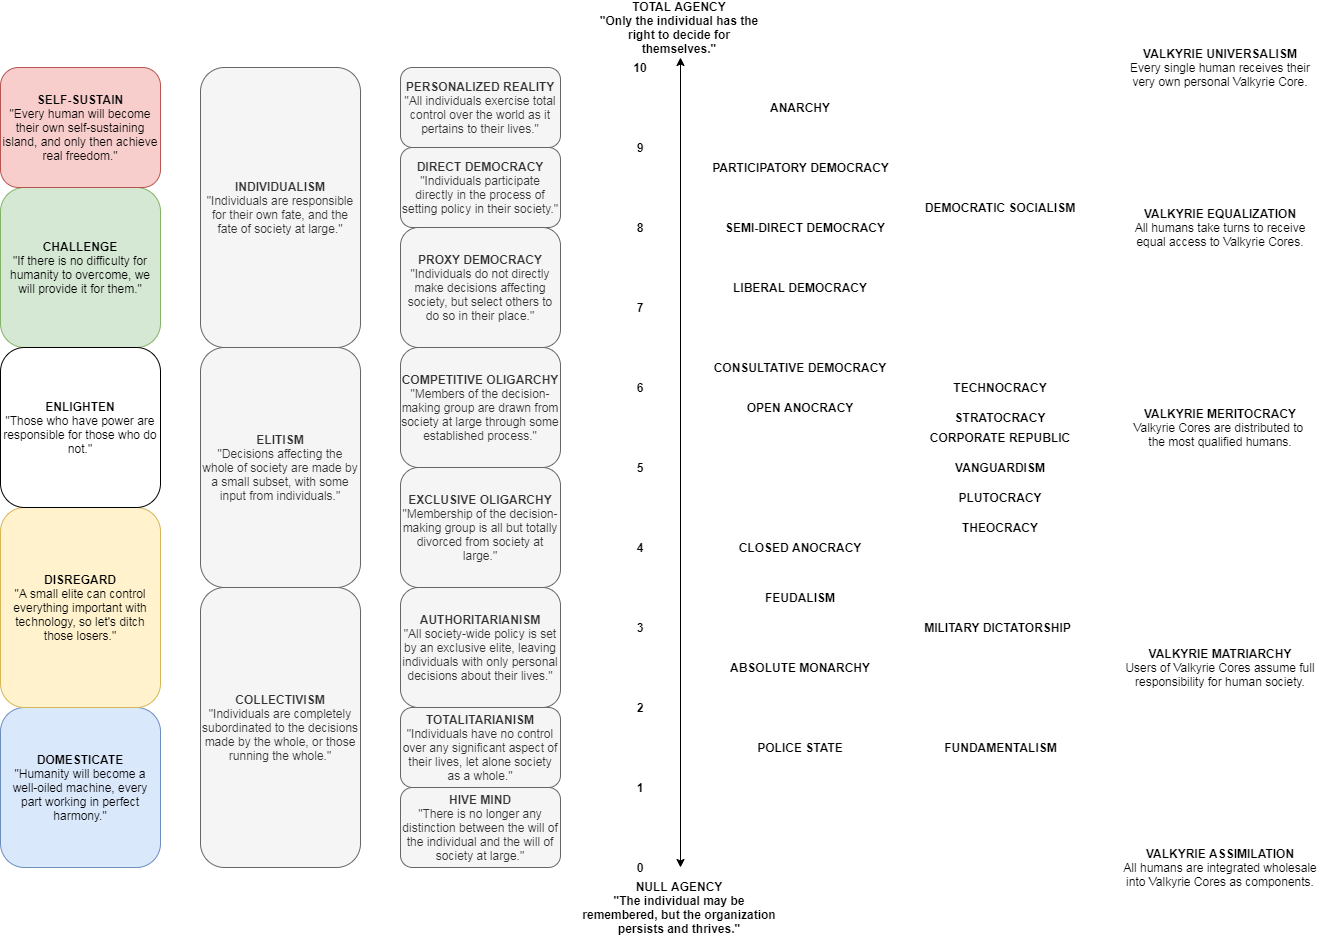 SELF-SUSTAIN
"Every human will become
their own self-sustaining
island, and only then achieve
real freedom."
CHALLENGE
"If there is no difficulty for
humanity to overcome, we
will provide it for them."
ENLIGHTEN
"Those who have power are
responsible for those who do
not."
DISREGARD
"A small elite can control
everything important with
technology, so let's ditch
those losers."
DOMESTICATE
"Humanity will become a
well-oiled machine, every
part working in perfect
harmony."
INDIVIDUALISM
"Individuals are responsible
for their own fate, and the
fate of society at large."
ELITISM
"Decisions affecting the
whole of society are made by
a small subset, with some
input from individuals."
COLLECTIVISM
"Individuals are completely
subordinated to the decisions
made by the whole, or those
running the whole."
PERSONALIZED REALITY
"All individuals exercise total
control over the world as it
pertains to their lives."
DIRECT DEMOCRACY
"Individuals participate
directly in the process of
setting policy in their society."
PROXY DEMOCRACY
"Individuals do not directly
make decisions affecting
society, but select others to
do so in their place."
COMPETITIVE OLIGARCHY
"Members of the decision-
making group are drawn from
society at large through some
established process."
EXCLUSIVE OLIGARCHY
"Membership of the decision-
making group is all but totally
divorced from society at
large."
AUTHORITARIANISM
"All society-wide policy is set
by an exclusive elite, leaving
individuals with only personal
decisions about their lives."
TOTALITARIANISM
"Individuals have no control
over any significant aspect of
their lives, let alone society
as a whole."
HIVE MIND
"There is no longer any
distinction between the will of
the individual and the will of
society at large."
TOTAL AGENCY
"Only the individual has the
right to decide for
themselves."
10
9
8
7
6
5
4
3
2
1
0
NULL AGENCY
"The individual may be
remembered, but the organization
persists and thrives."
ANARCHY
PARTICIPATORY DEMOCRACY
SEMI-DIRECT DEMOCRACY
LIBERAL DEMOCRACY
CONSULTATIVE DEMOCRACY
OPEN ANOCRACY
CLOSED ANOCRACY
FEUDALISM
ABSOLUTE MONARCHY
POLICE STATE
DEMOCRATIC SOCIALISM
TECHNOCRACY
STRATOCRACY
CORPORATE REPUBLIC
VANGUARDISM
PLUTOCRACY
THEOCRACY
MILITARY DICTATORSHIP
FUNDAMENTALISM
VALKYRIE UNIVERSALISM
Every single human receives their
very own personal Valkyrie Core.
VALKYRIE EQUALIZATION
All humans take turns to receive
equal access to Valkyrie Cores.
VALKYRIE MERITOCRACY
Valkyrie Cores are distributed to
the most qualified humans.
VALKYRIE MATRIARCHY
Users of Valkyrie Cores assume full
responsibility for human society.
VALKYRIE ASSIMILATION
All humans are integrated wholesale
into Valkyrie Cores as components.